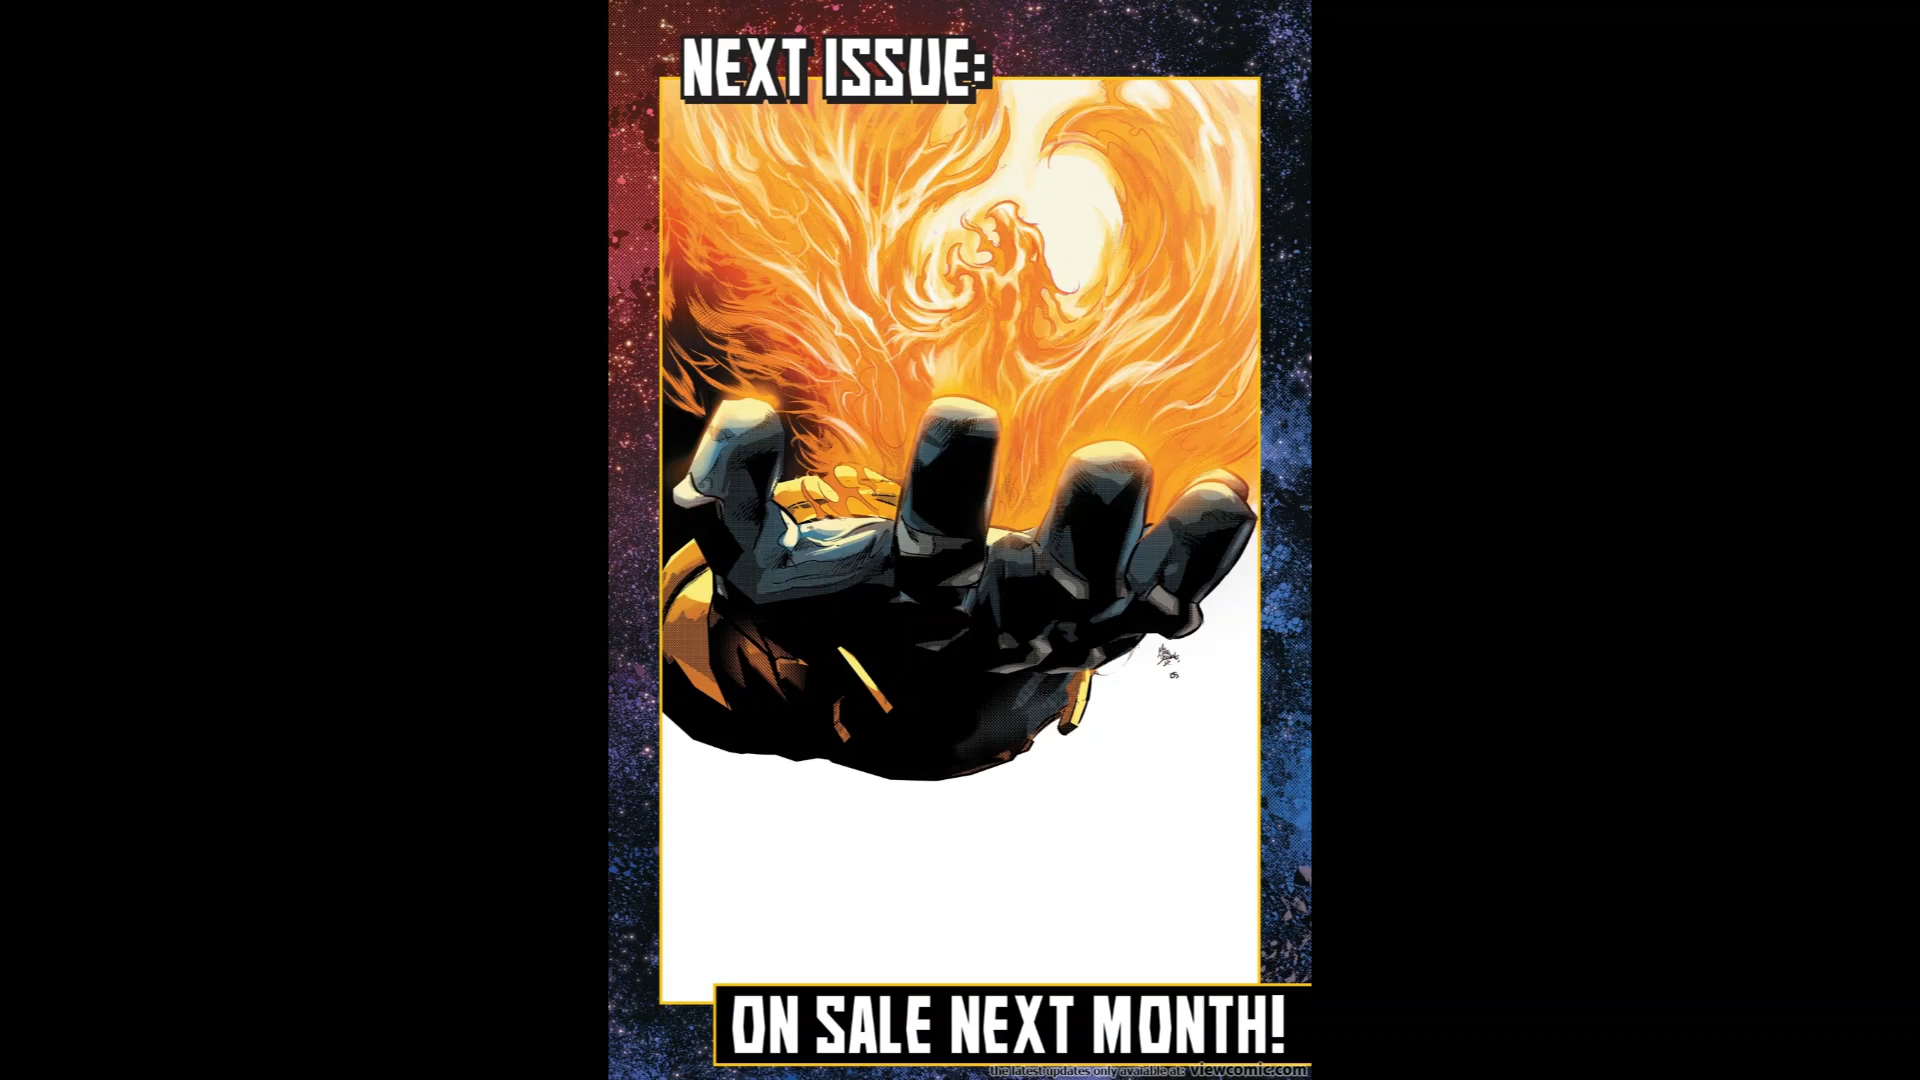 NEXT ISSUE:
ON SALE NEXT MONTH!
the latest updates only avaiable at: viewcomic.com